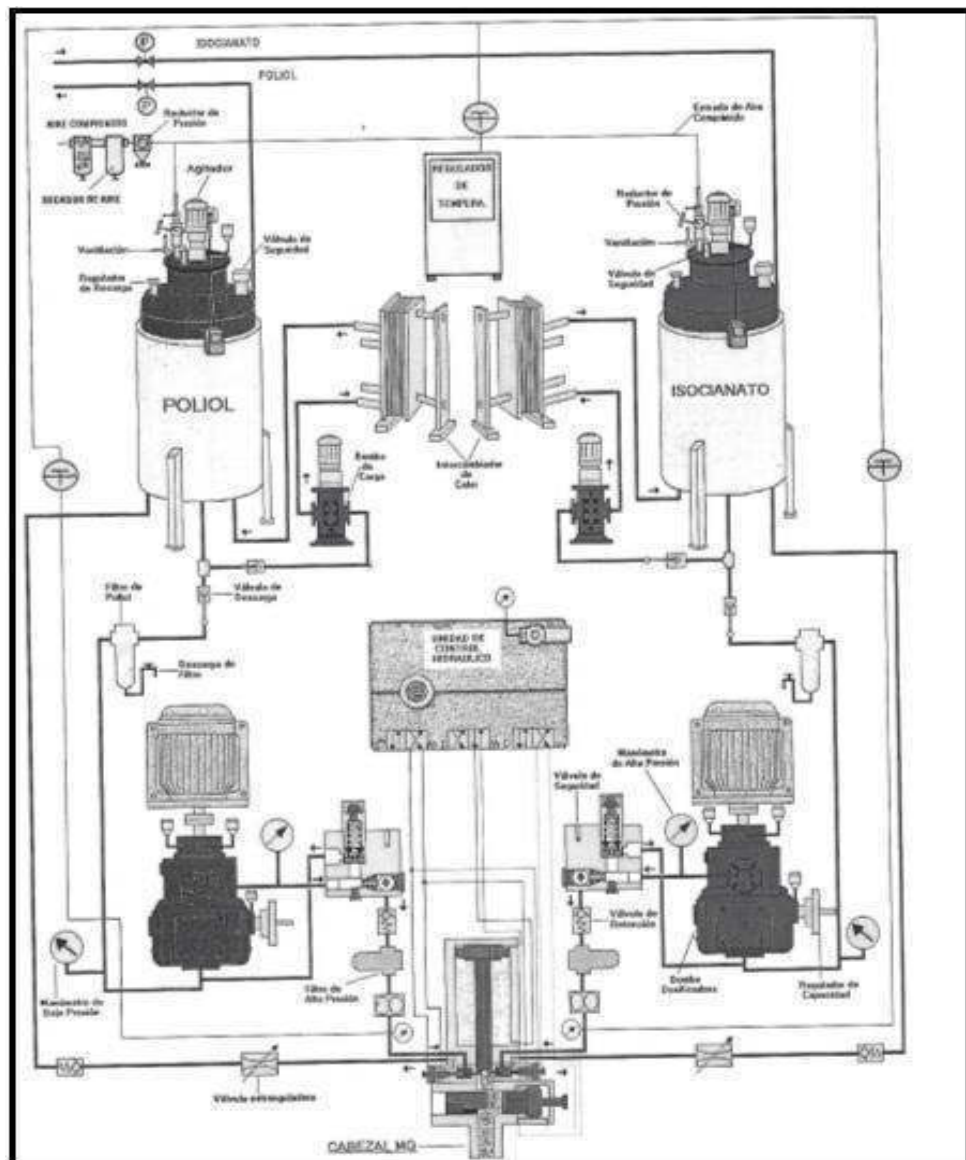 ISOCIANATO
POLIOL
AIRE COMPRIMIDO
Reductor de
Presión
SECADOR DE AIRE
Agitador
Ventilación
Válvula de
Seguridad
Regulador
de Recarga
POLIOL
REGULADOR
DE
TEMPERA.
Entrada de Aire
Comprimido
Reductor de
Presión
Ventilación
Válvula de
Seguridad
ISOCIANATO
Bomba
de
Carga
Intercambiador
de
Calor
Filtro de
Poliol
Válvula de
Descarga
Descarga de
Filtro
UNIDAD DE
CONTROL
HIDRAULICO
Manómetro
de Alta Presión
Válvula de
Seguridad
Válvula de
Retención
Manómetro de
Baja Presión
Filtro de
Alta Presión
Bomba
Dosificadora
Regulador de
Capacidad
Válvula estranguladora
CABEZAL MQ